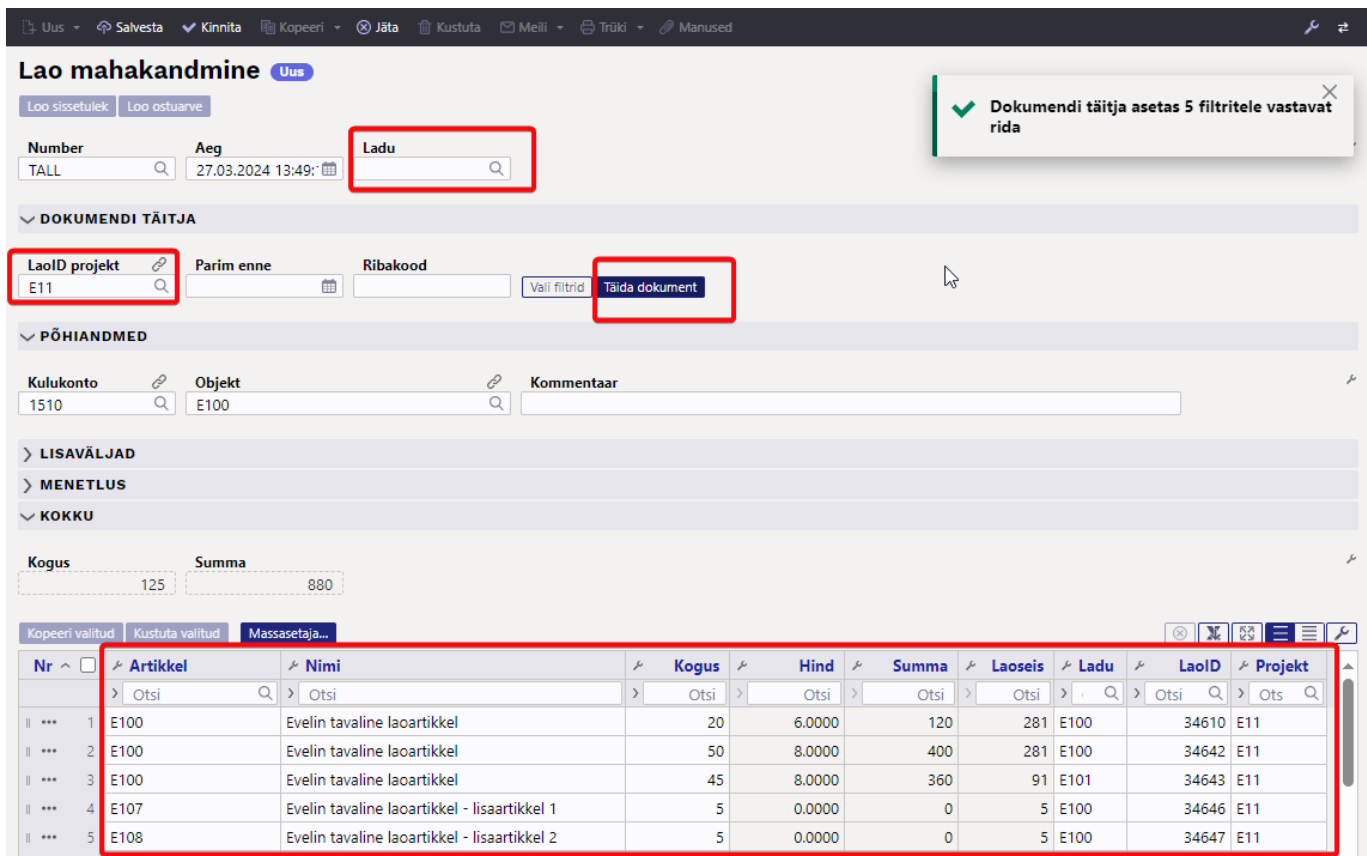 Uus Salvesta Kinnita Kopeeri Jäta Kustuta Meili Trüki Manused
Lao mahakandmine Uus
Loo sissetulek Loo ostuarve
Dokumendi täitja asetas 5 filtritele vastavat
rida
Number Aeg Ladu
TALL 27.03.2024 13:49:
DOKUMENDI TÄITJA
LaoID projekt Parim enne Ribakood
E11 Vali filtrid Täida dokument
PÕHIANDMED
Kulukonto Objekt Kommentaar
1510 E100
LISAVÄLJAD
MENETLUS
KOKKU
Kogus Summa
125 880
Kopeeri valitud Kustuta valitud Massasetaja...
Nr Artikkel Nimi Kogus Hind Summa Laoseis Ladu LaoID Projekt
Otsi Otsi Otsi Otsi Otsi Otsi Otsi Ots
1 E100 Evelin tavaline laoartikkel 20 6.0000 120 281 E100 34610 E11
2 E100 Evelin tavaline laoartikkel 50 8.0000 400 281 E100 34642 E11
3 E100 Evelin tavaline laoartikkel 45 8.0000 360 91 E101 34643 E11
4 E107 Evelin tavaline laoartikkel - lisaartikkel 1 5 0.0000 0 5 E100 34646 E11
5 E108 Evelin tavaline laoartikkel - lisaartikkel 2 5 0.0000 0 5 E100 34647 E11